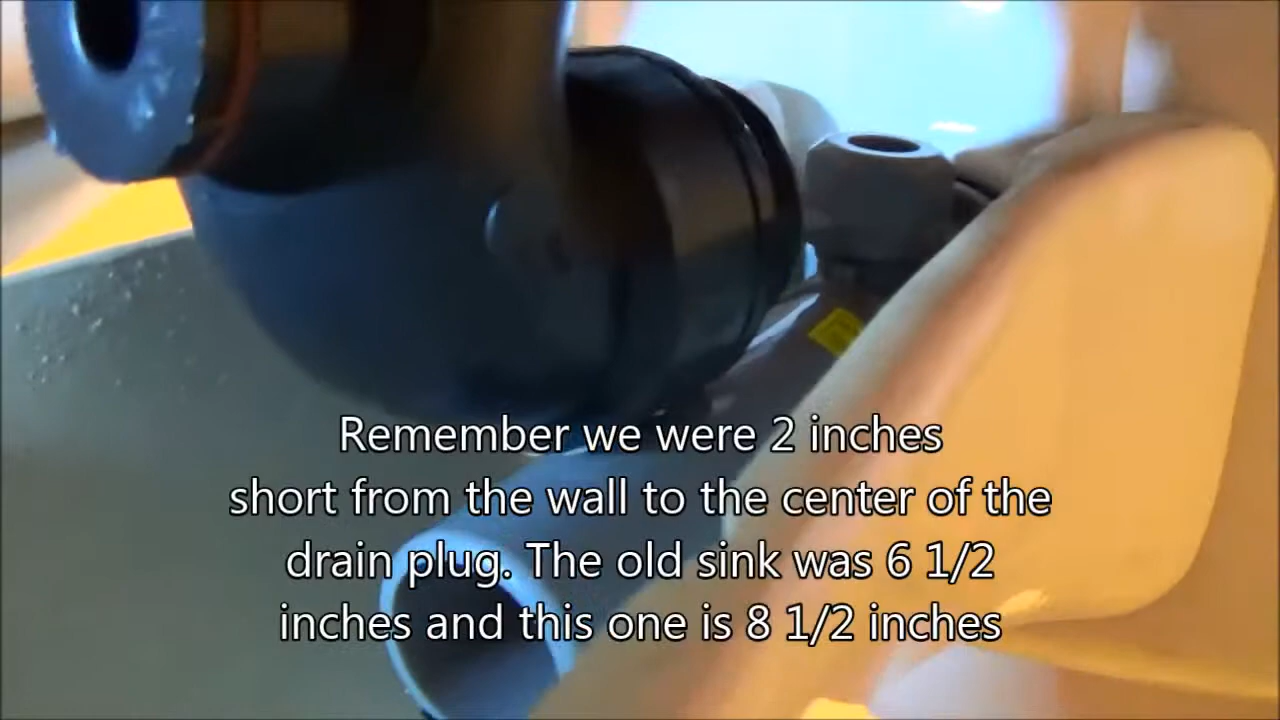 Remember we were 2 inches
short from the wall to the center of the
drain plug. The old sink was 6 1/2
inches and this one is 8 1/2 inches